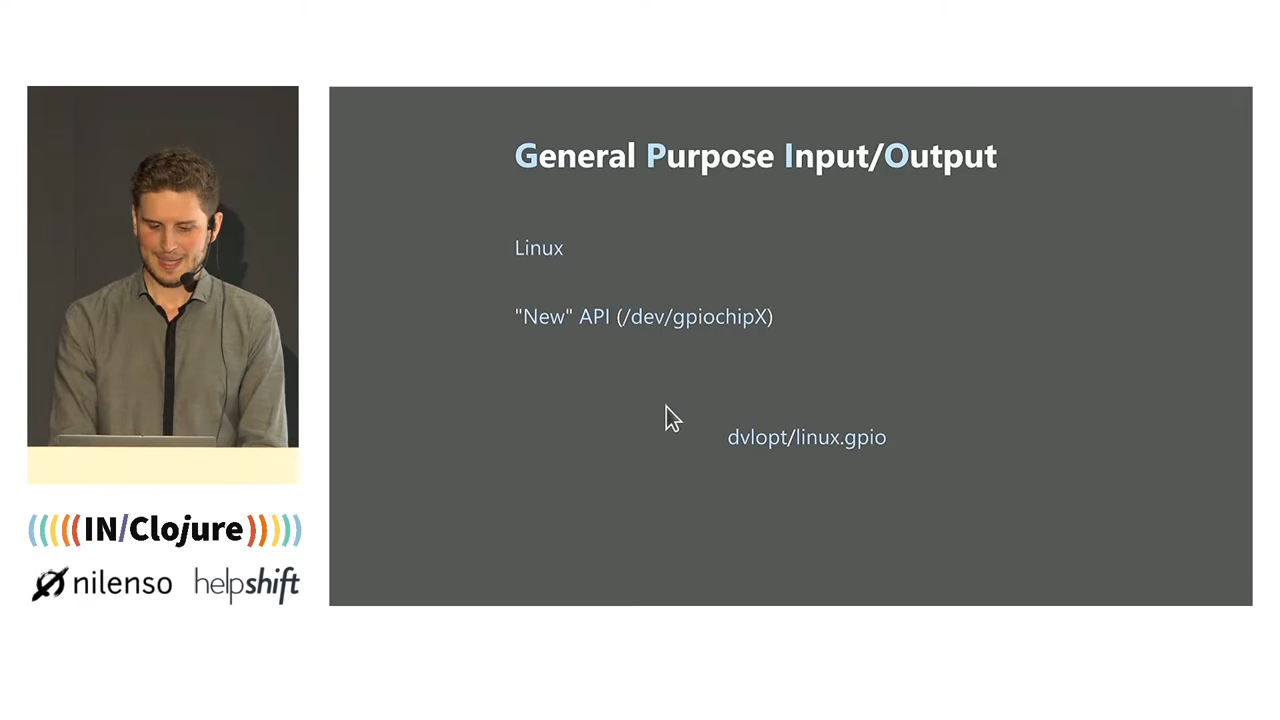 General Purpose Input/Output
Linux
"New" API (/dev/gpiochipX)
dvlopt/linux.gpio
(((((IN/Clojure)))))
nilenso helpshift